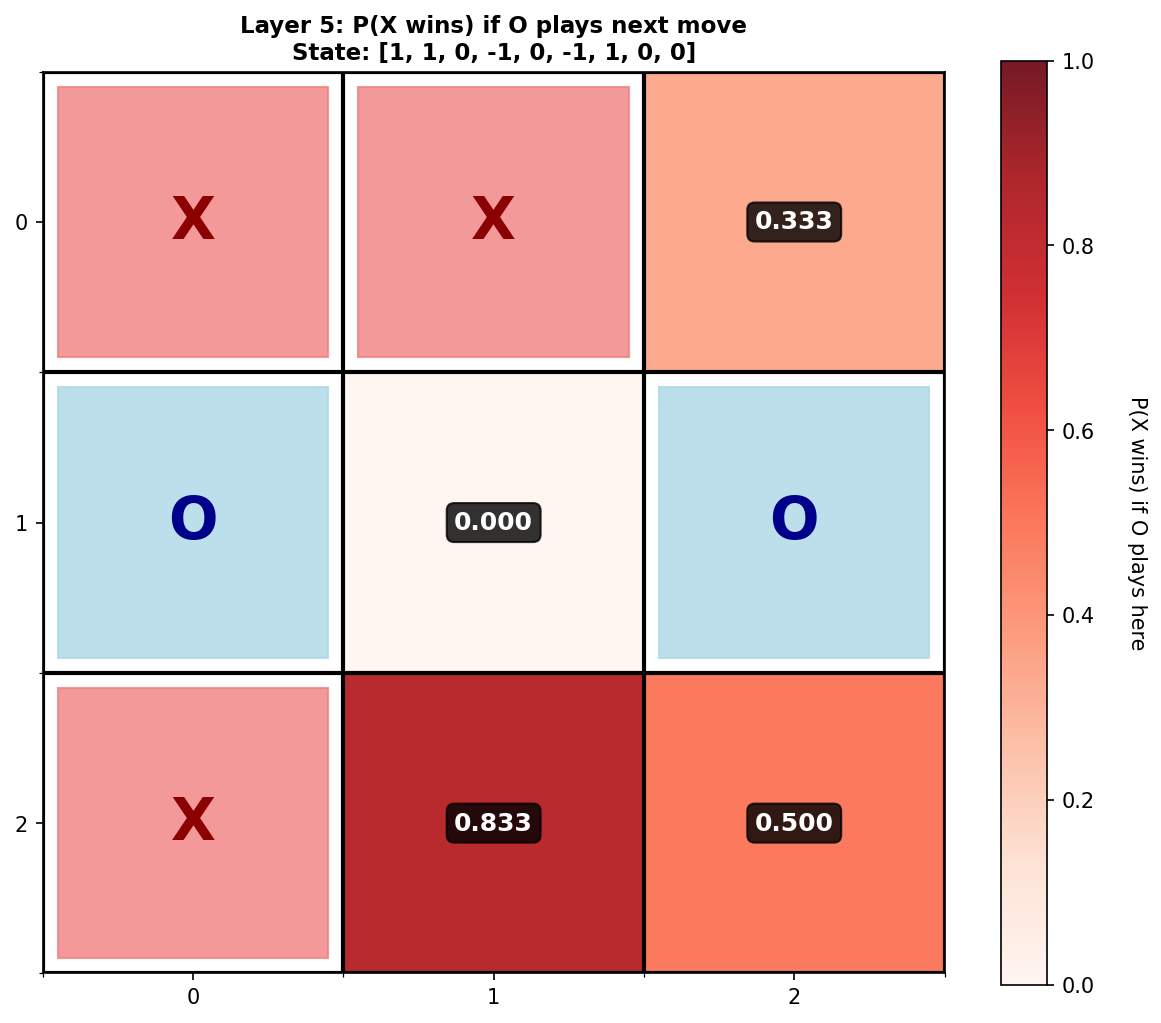 Layer 5: P(X wins) if O plays next move
State: [1, 1, 0, -1, 0, -1, 1, 0, 0]
0
X
X
0.333
1
O
0.000
O
2
X
0.833
0.500
0
1
2
1.0
0.8
0.6
0.4
0.2
0.0
P(X wins) if O plays here